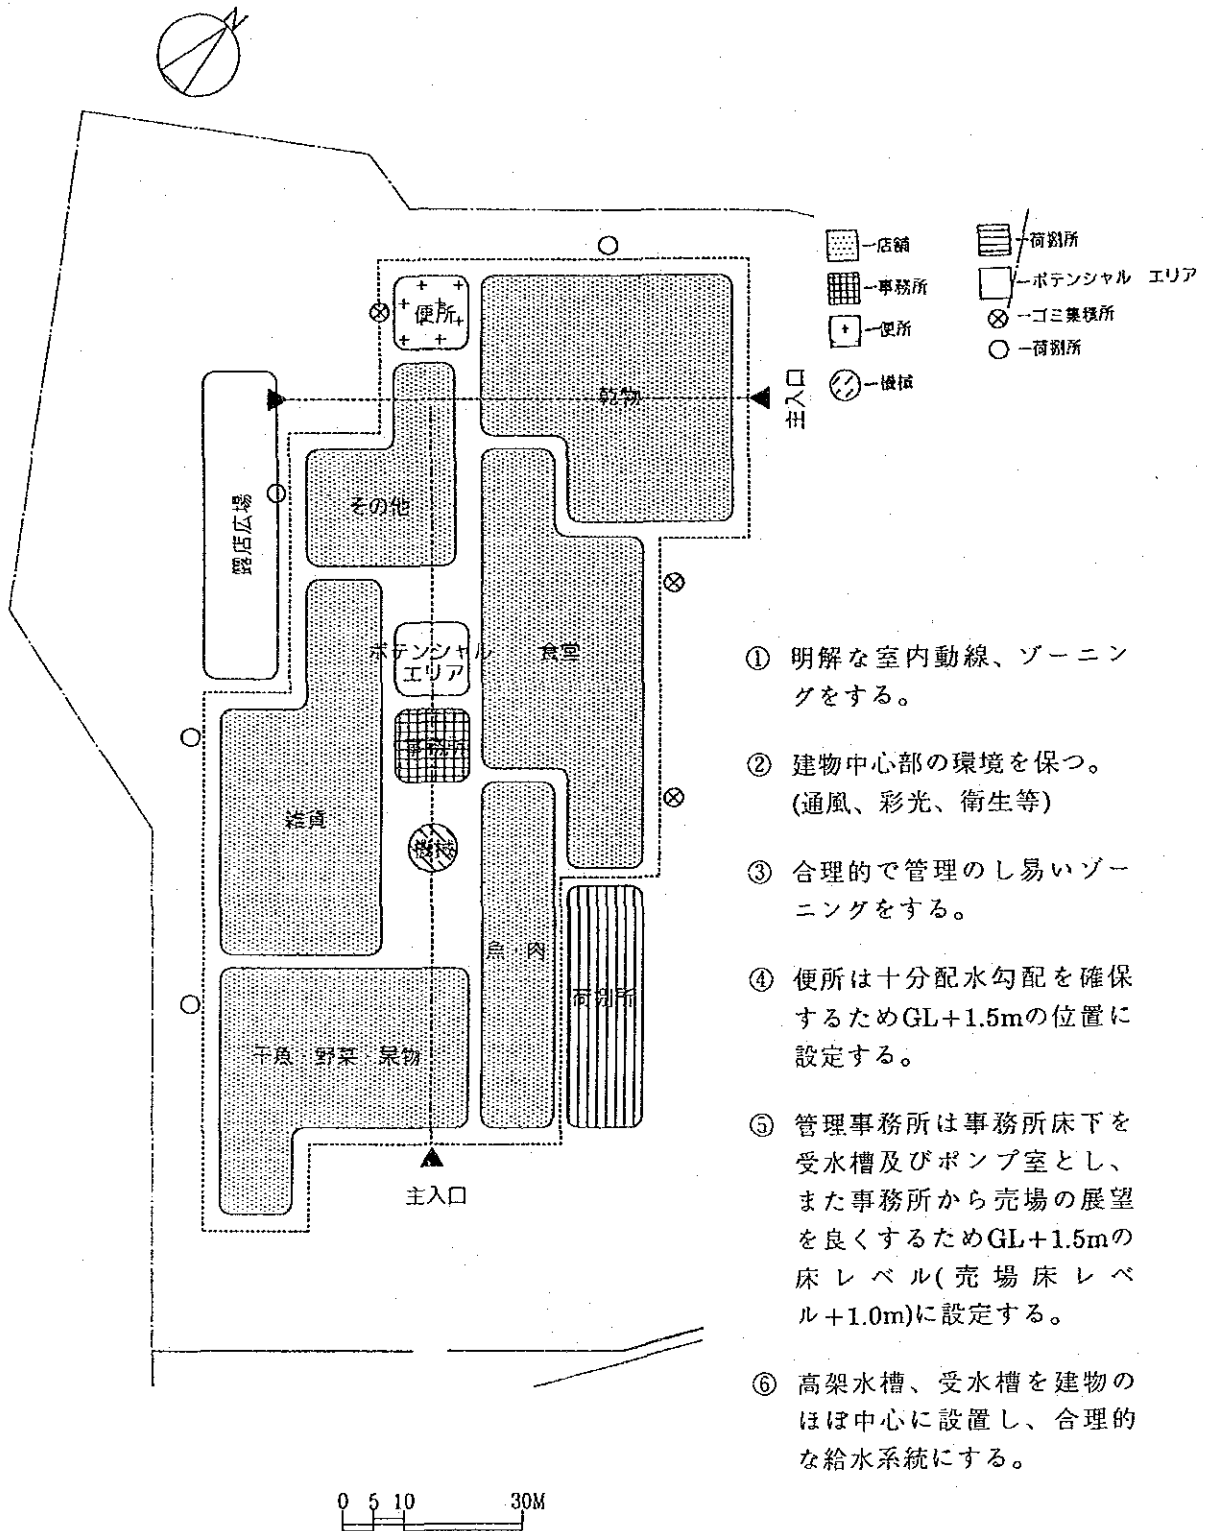 便所
乾物
主入口
その他
露店広場
ポテンシャル
エリア
食堂
事務所
雑貨
機械
魚・肉
荷捌所
干魚・野菜・果物
主入口
0 5 10 30M
店舗
事務所
便所
機械
荷捌所
ポテンシャル エリア
ゴミ集積所
荷捌所
① 明解な室内動線、ゾーニン
グをする。
② 建物中心部の環境を保つ。
(通風、彩光、衛生等)
③ 合理的で管理のし易いゾー
ニングをする。
④ 便所は十分配水勾配を確保
するためGL+1.5mの位置に
設定する。
⑤ 管理事務所は事務所床下を
受水槽及びポンプ室とし、
また事務所から売場の展望
を良くするためGL+1.5mの
床レベル(売場床レベ
ル+1.0m)に設定する。
⑥ 高架水槽、受水槽を建物の
ほぼ中心に設置し、合理的
な給水系統にする。